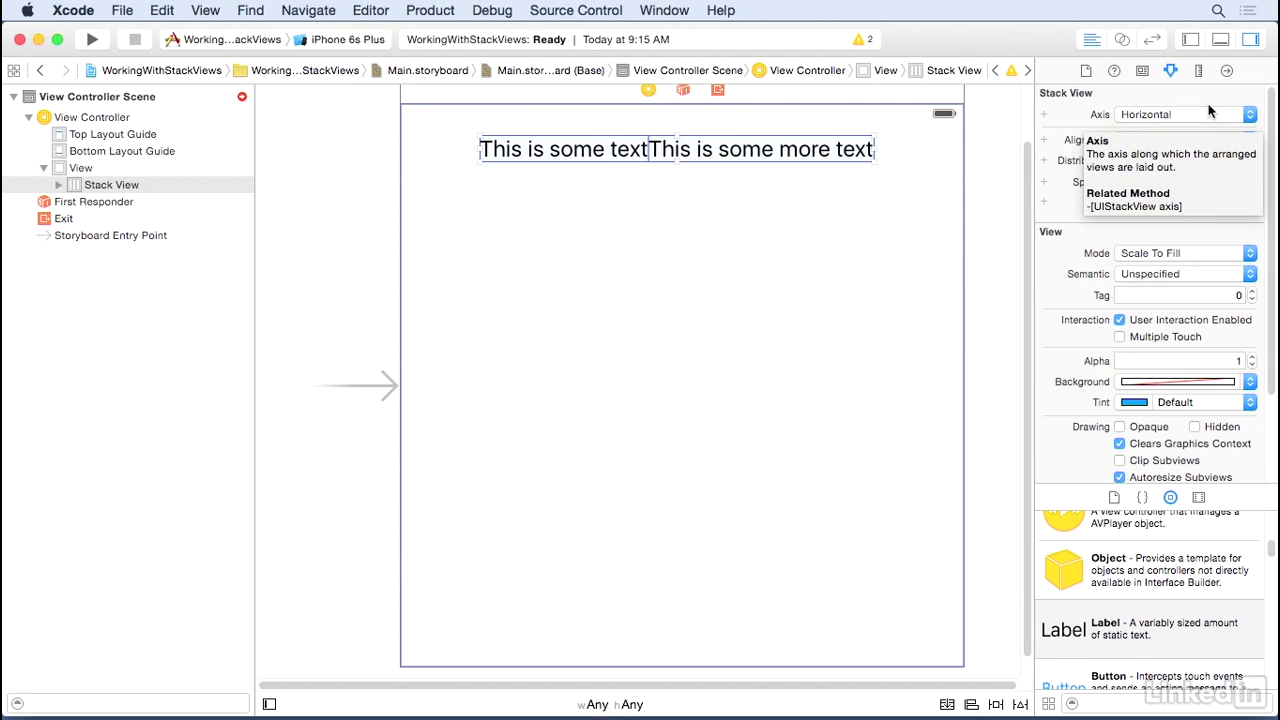 Xcode File Edit View Find Navigate Editor Product Debug Source Control Window Help
Working...ackViews iPhone 6s Plus WorkingWithStackViews: Ready Today at 9:15 AM 2
WorkingWithStackViews Working...StackViews Main.storyboard Main.stor...ard (Base) View Controller Scene View Controller View Stack View
View Controller Scene
View Controller
Top Layout Guide
Bottom Layout Guide
View
Stack View
First Responder
Exit
Storyboard Entry Point
This is some textThis is some more text
wAny hAny
Stack View
Axis Horizontal
Axis
The axis along which the arranged
views are laid out.
Related Method
-[UIStackView axis]
View
Mode Scale To Fill
Semantic Unspecified
Tag 0
Interaction User Interaction Enabled
Multiple Touch
Alpha 1
Background
Tint Default
Drawing Opaque Hidden
Clears Graphics Context
Clip Subviews
Autoresize Subviews
A view controller that manages a
AVPlayer object.
Object - Provides a template for
objects and controllers not directly
available in Interface Builder.
Label Label - A variably sized amount
of static text.
Button Button - Intercepts touch events
and sends an action message to a
LinkedIn